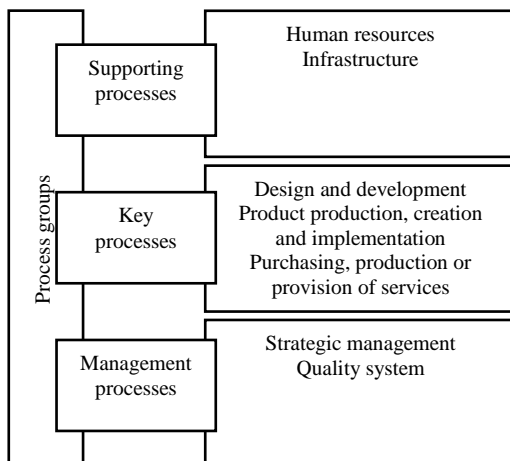 Process groups
Supporting
processes
Human resources
Infrastructure
Key
processes
Design and development
Product production, creation
and implementation
Purchasing, production or
provision of services
Management
processes
Strategic management
Quality system